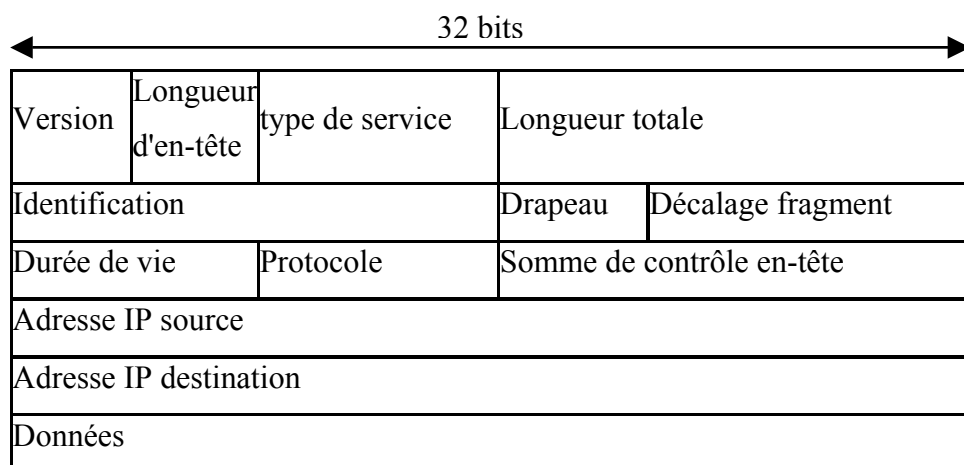 32 bits
Version
Longueur
d'en-tête
type de service
Longueur totale
Identification
Drapeau
Décalage fragment
Durée de vie
Protocole
Somme de contrôle en-tête
Adresse IP source
Adresse IP destination
Données